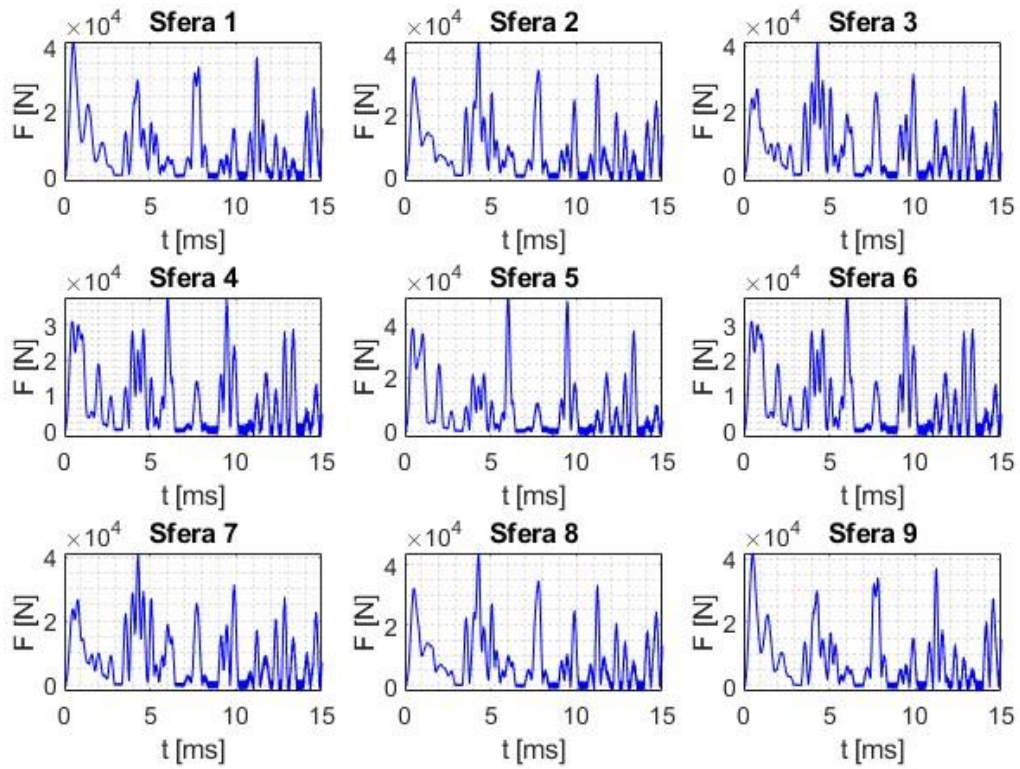 ×10⁴ Sfera 1
F [N]
4
2
0
0 5 10 15
t [ms]
×10⁴ Sfera 2
F [N]
4
2
0
0 5 10 15
t [ms]
×10⁴ Sfera 3
F [N]
4
2
0
0 5 10 15
t [ms]
×10⁴ Sfera 4
F [N]
3
2
1
0
0 5 10 15
t [ms]
×10⁴ Sfera 5
F [N]
4
2
0
0 5 10 15
t [ms]
×10⁴ Sfera 6
F [N]
3
2
1
0
0 5 10 15
t [ms]
×10⁴ Sfera 7
F [N]
4
2
0
0 5 10 15
t [ms]
×10⁴ Sfera 8
F [N]
4
2
0
0 5 10 15
t [ms]
×10⁴ Sfera 9
F [N]
4
2
0
0 5 10 15
t [ms]